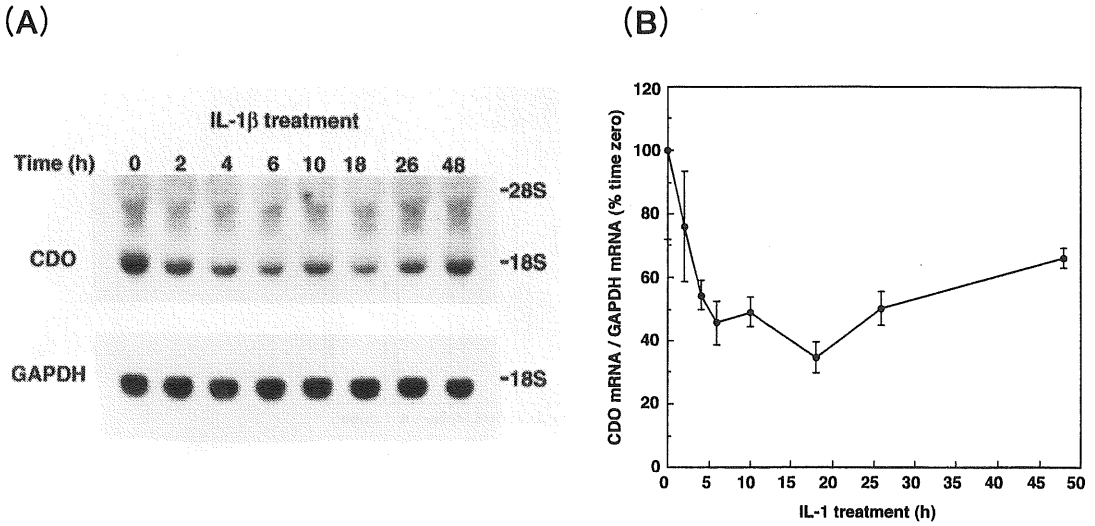 (A)
IL-1β treatment
Time (h) 0 2 4 6 10 18 26 48
-28S
CDO
-18S
GAPDH
-18S
(B)
CDO mRNA / GAPDH mRNA (% time zero)
120
100
80
60
40
20
0
0 5 10 15 20 25 30 35 40 45 50
IL-1 treatment (h)